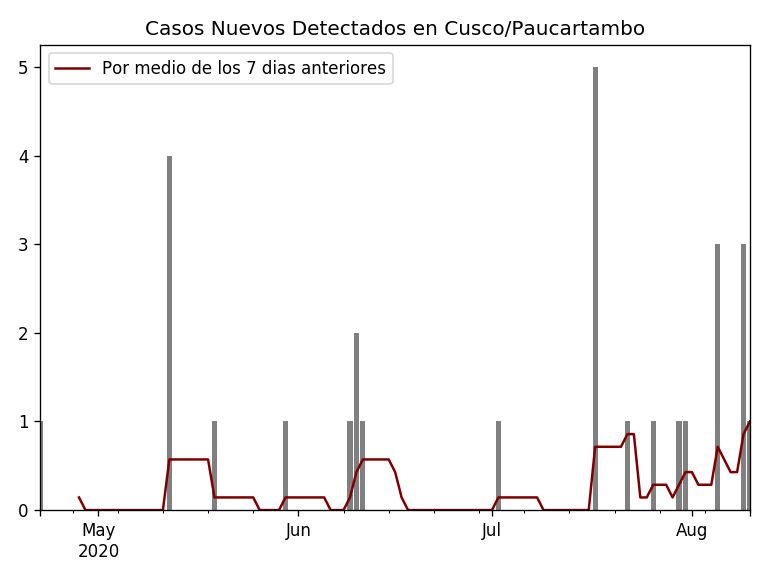 Casos Nuevos Detectados en Cusco/Paucartambo
Por medio de los 7 dias anteriores
5
4
3
2
1
0
May
2020
Jun
Jul
Aug